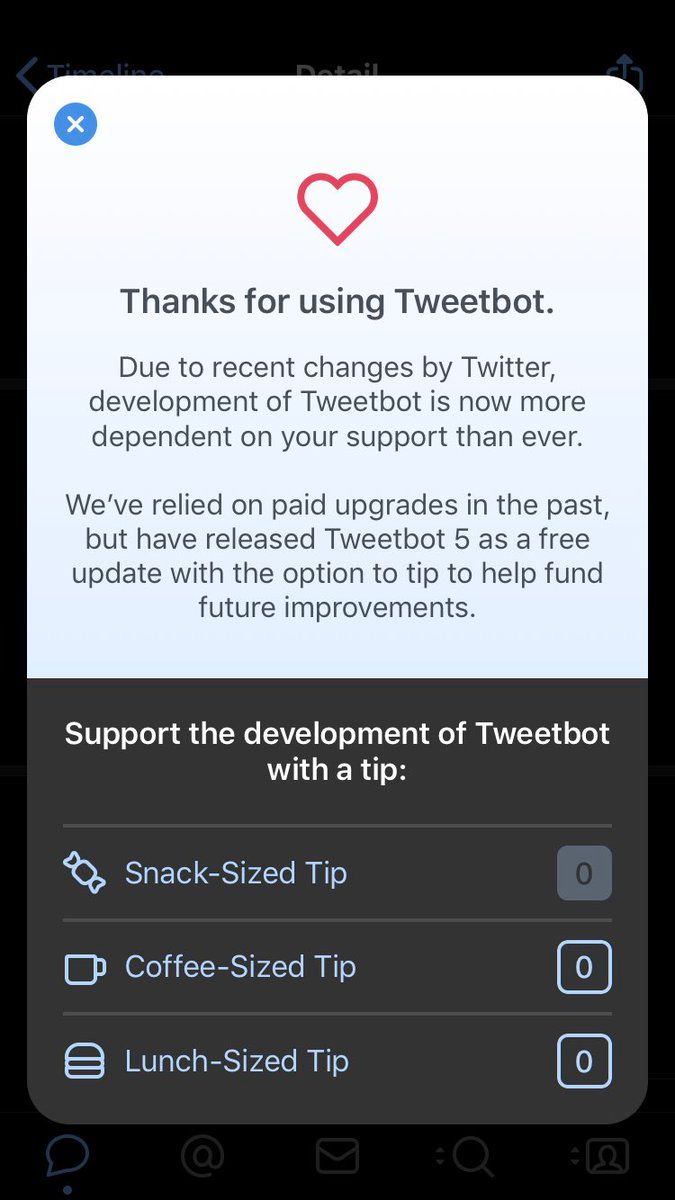 Timeline
Detail
Thanks for using Tweetbot.
Due to recent changes by Twitter,
development of Tweetbot is now more
dependent on your support than ever.
We’ve relied on paid upgrades in the past,
but have released Tweetbot 5 as a free
update with the option to tip to help fund
future improvements.
Support the development of Tweetbot
with a tip:
Snack-Sized Tip 0
Coffee-Sized Tip 0
Lunch-Sized Tip 0
@